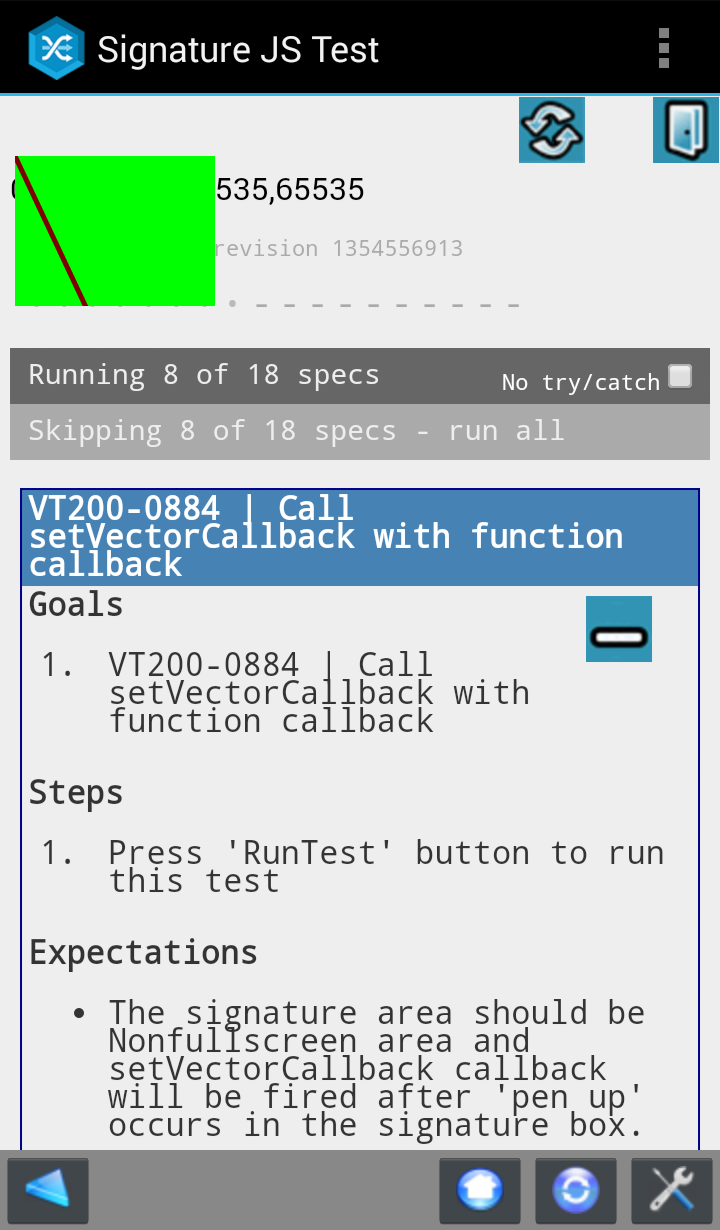 Signature JS Test
535,65535
revision 1354556913
Running 8 of 18 specs
No try/catch
Skipping 8 of 18 specs - run all
VT200-0884 | Call
setVectorCallback with function
callback
Goals
1. VT200-0884 | Call
setVectorCallback with
function callback
Steps
1. Press 'RunTest' button to run
this test
Expectations
• The signature area should be
Nonfullscreen area and
setVectorCallback callback
will be fired after 'pen up'
occurs in the signature box.